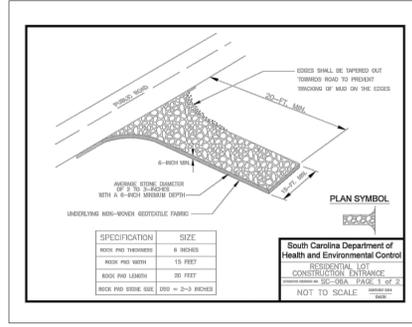 EDGES SHALL BE TAPERED OUT
TOWARDS ROAD TO PREVENT
TRACKING OF MUD ON THE EDGES
PUBLIC ROAD
20-FT. MIN.
6-INCH MIN.
15-FT. MIN.
AVERAGE STONE DIAMETER
OF 2 TO 3-INCHES
WITH A 6-INCH MINIMUM DEPTH
UNDERLYING NON-WOVEN GEOTEXTILE FABRIC
PLAN SYMBOL
SPECIFICATION SIZE
ROCK PAD THICKNESS 6 INCHES
ROCK PAD WIDTH 15 FEET
ROCK PAD LENGTH 20 FEET
ROCK PAD STONE SIZE D50 = 2-3 INCHES
South Carolina Department of
Health and Environmental Control
RESIDENTIAL LOT
CONSTRUCTION ENTRANCE
SC-06A PAGE 1 of 2
NOT TO SCALE
DATE